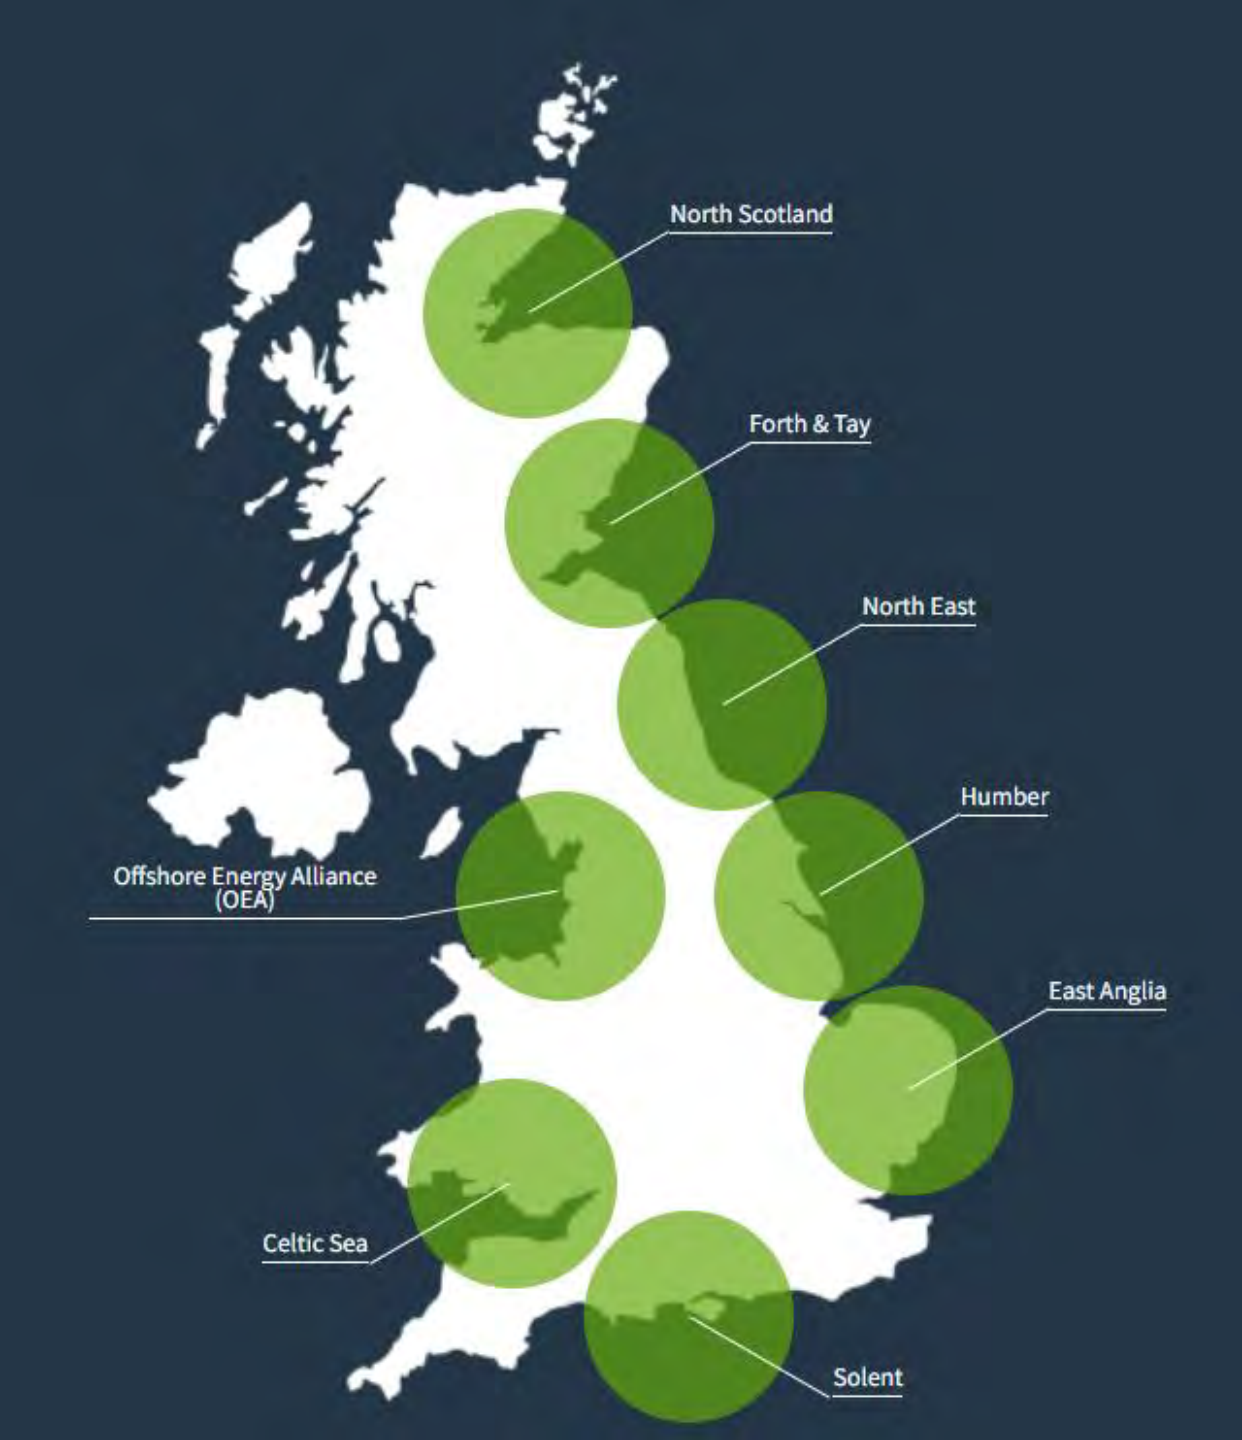 North Scotland
Forth & Tay
North East
Humber
Offshore Energy Alliance
(OEA)
East Anglia
Celtic Sea
Solent